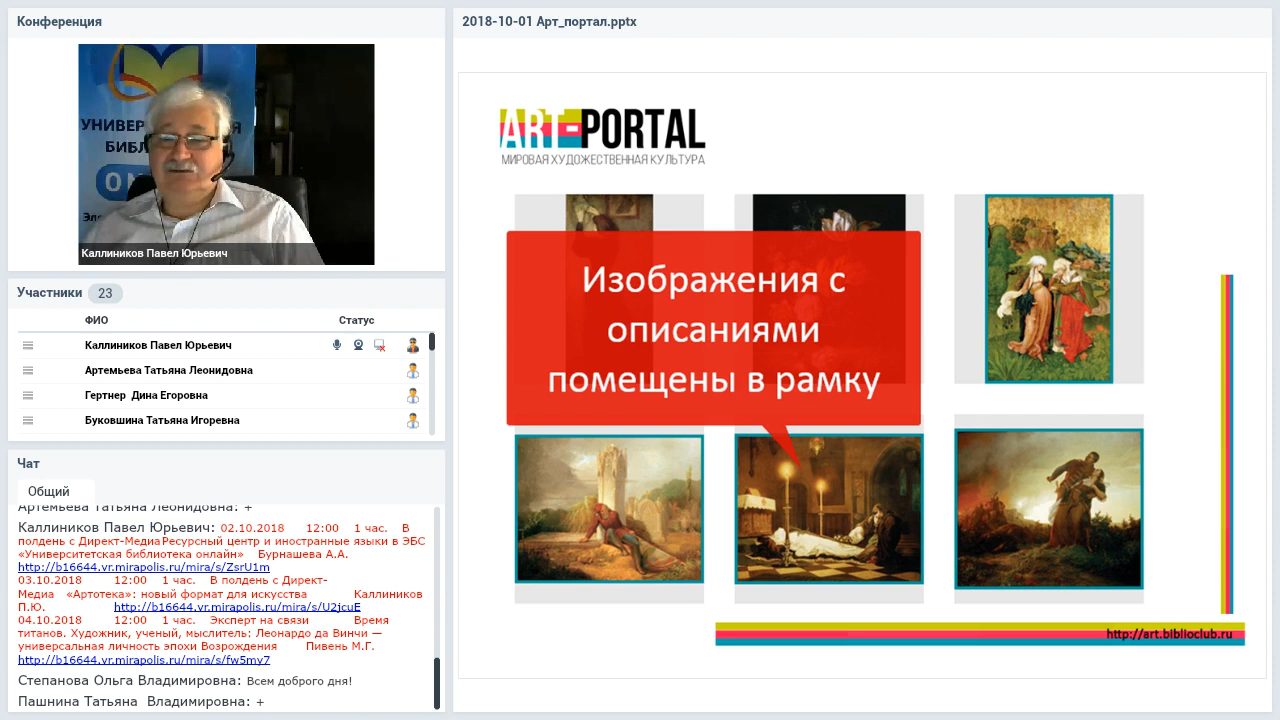 Конференция
УНИВЕР
БИБЛ
Каллиников Павел Юрьевич
Участники 23
ФИО Статус
Каллиников Павел Юрьевич
Артемьева Татьяна Леонидовна
Гертнер Дина Егоровна
Буковшина Татьяна Игоревна
Чат
Общий
Артемьева Татьяна Леонидовна: +
Каллиников Павел Юрьевич: 02.10.2018 12:00 1 час. В
полдень с Директ-Медиа Ресурсный центр и иностранные языки в ЭБС
«Университетская библиотека онлайн» Бурнашева А.А.
http://b16644.vr.mirapolis.ru/mira/s/ZsrU1m
03.10.2018 12:00 1 час. В полдень с Директ-
Медиа «Артотека»: новый формат для искусства Каллиников
П.Ю. http://b16644.vr.mirapolis.ru/mira/s/U2jcuE
04.10.2018 12:00 1 час. Эксперт на связи Время
титанов. Художник, ученый, мыслитель: Леонардо да Винчи —
универсальная личность эпохи Возрождения Пивень М.Г.
http://b16644.vr.mirapolis.ru/mira/s/fw5my7
Степанова Ольга Владимировна: Всем доброго дня!
Пашнина Татьяна Владимировна: +
2018-10-01 Арт_портал.pptx
ART-PORTAL
МИРОВАЯ ХУДОЖЕСТВЕННАЯ КУЛЬТУРА
Изображения с
описаниями
помещены в рамку
http://art.biblioclub.ru